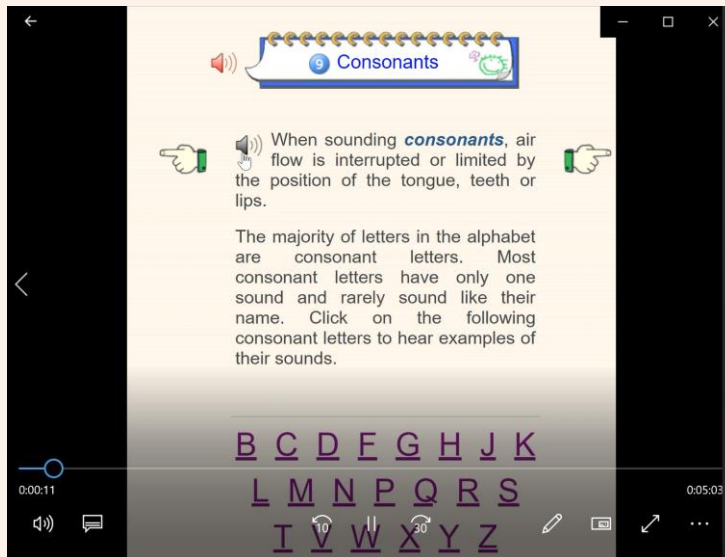 9 Consonants
When sounding consonants, air
flow is interrupted or limited by
the position of the tongue, teeth or
lips.
The majority of letters in the alphabet
are consonant letters. Most
consonant letters have only one
sound and rarely sound like their
name. Click on the following
consonant letters to hear examples of
their sounds.
B C D F G H J K
L M N P Q R S
0:00:11 0:05:03
T V W X Y Z
10 30